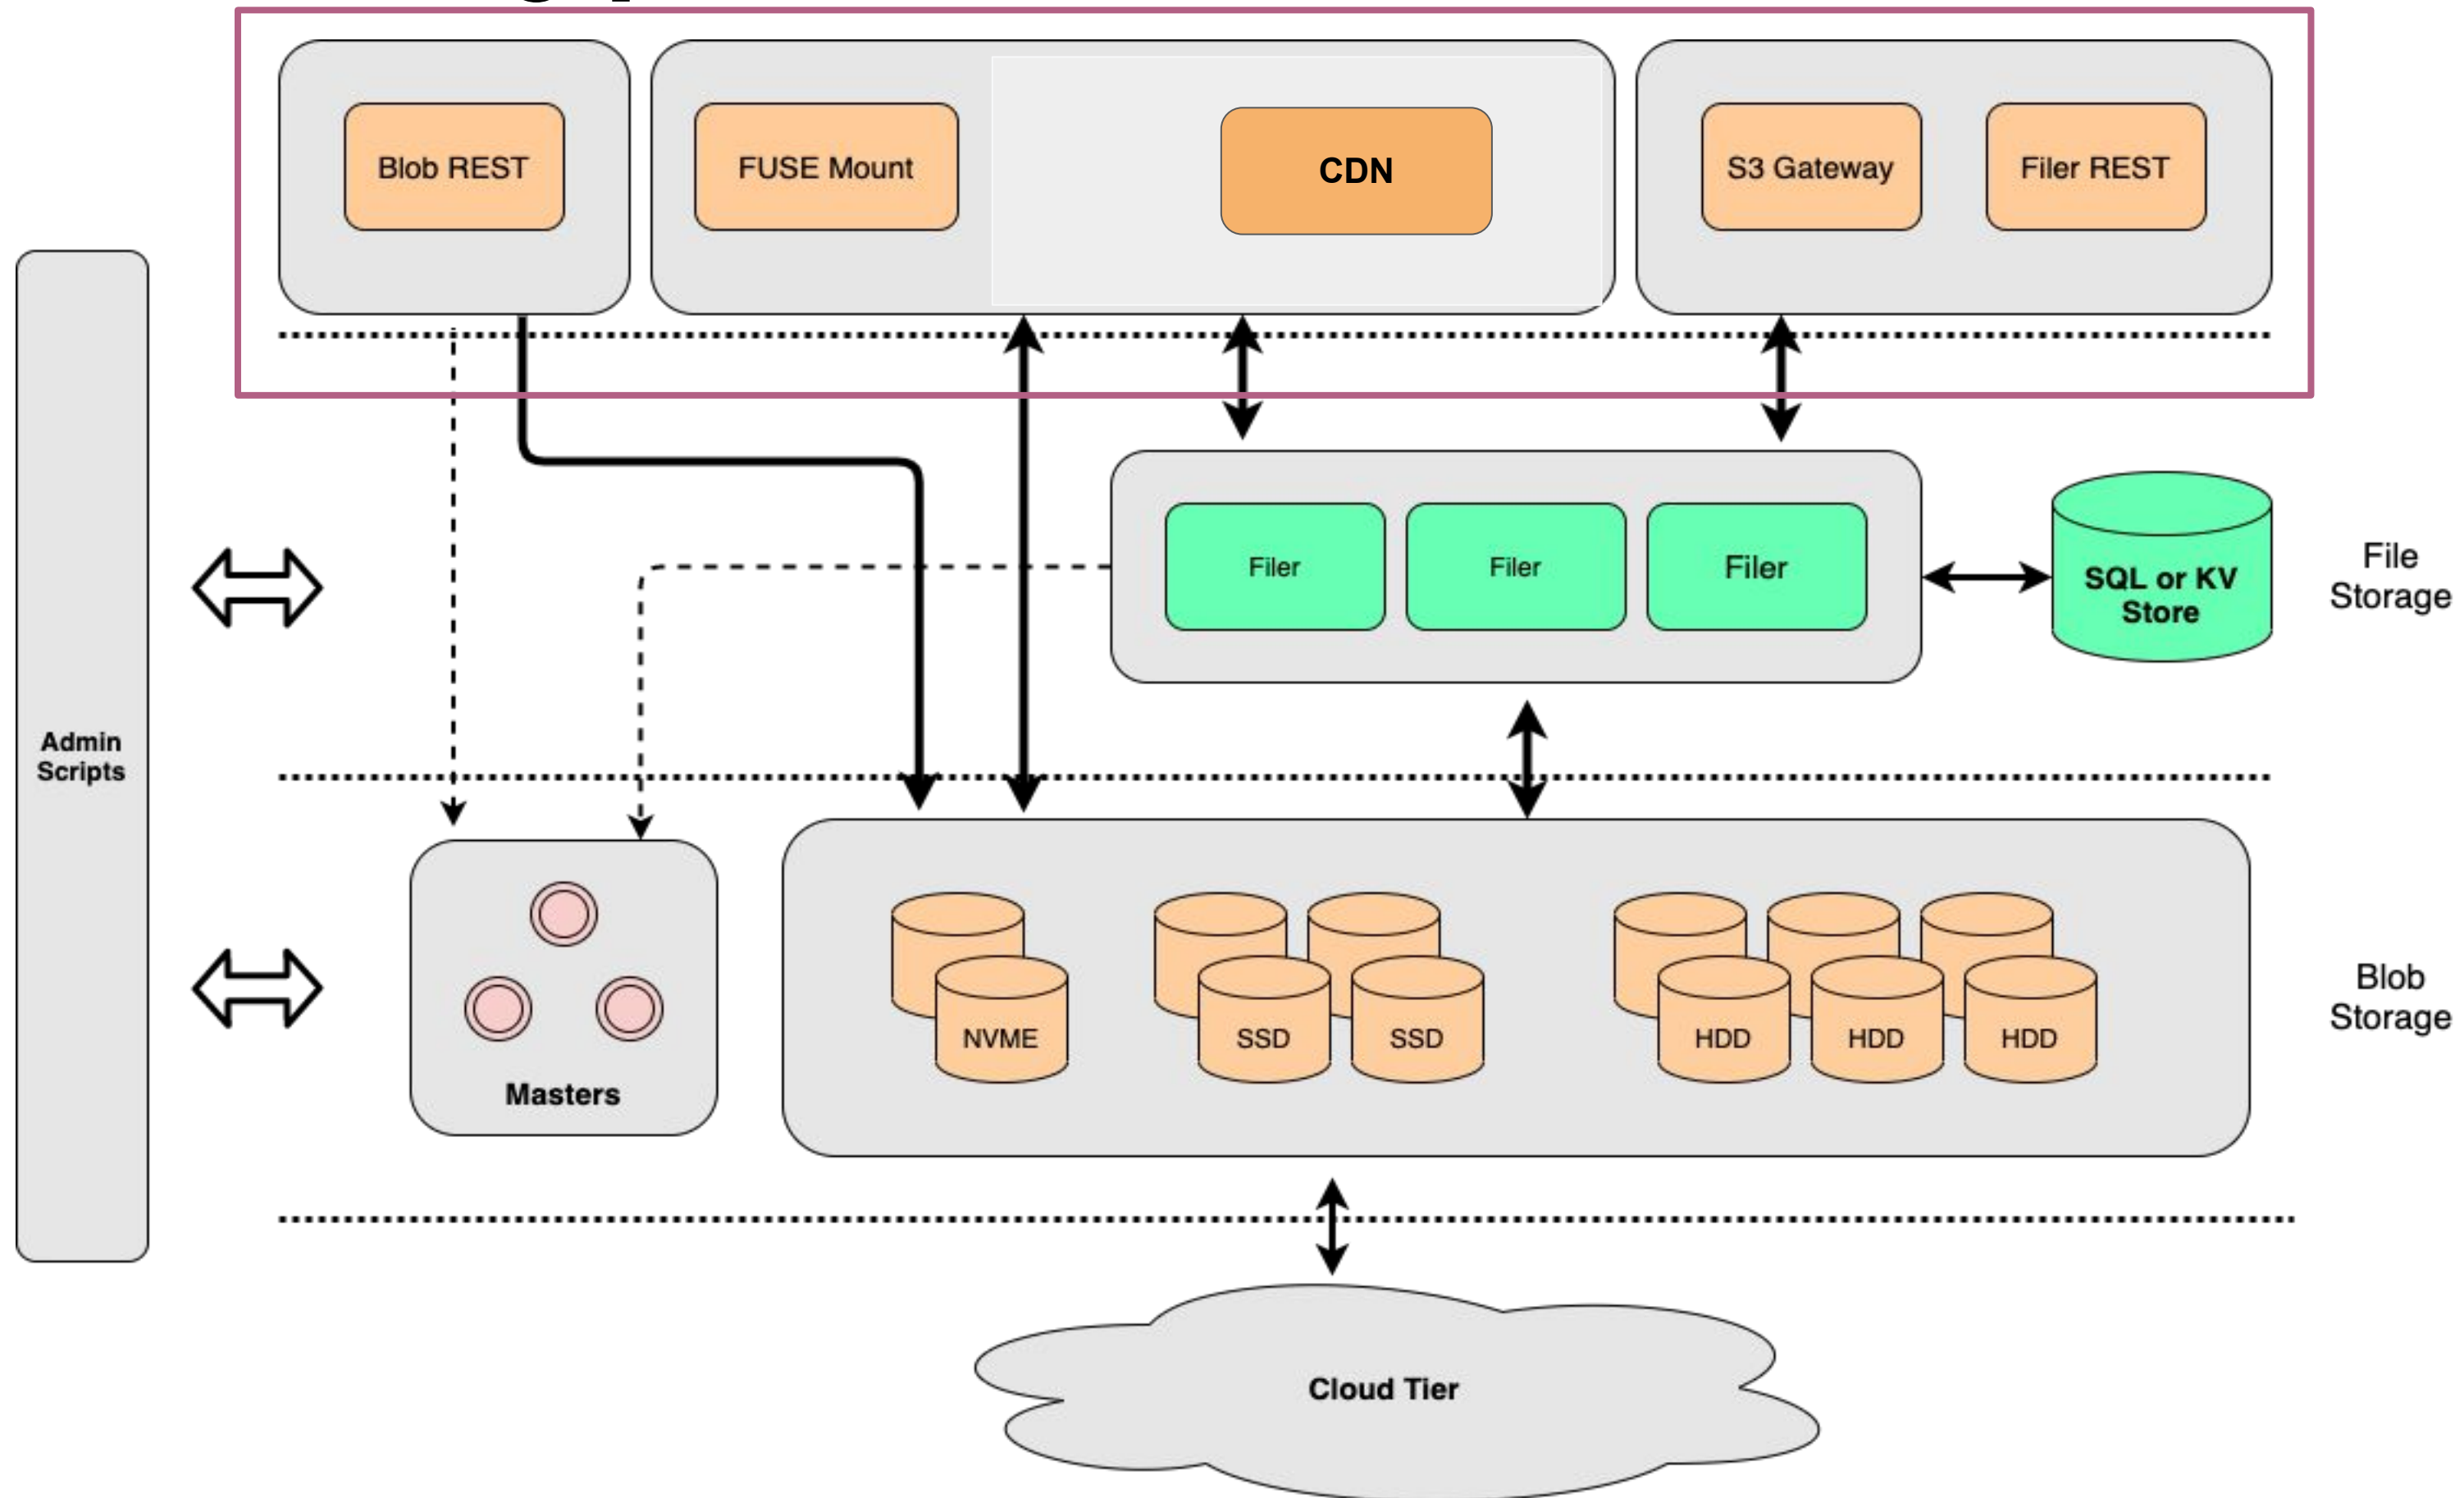 Blob REST
FUSE Mount
CDN
S3 Gateway
Filer REST
Filer
Filer
Filer
SQL or KV
Store
File
Storage
Admin
Scripts
Masters
NVME
SSD
SSD
HDD
HDD
HDD
Blob
Storage
Cloud Tier